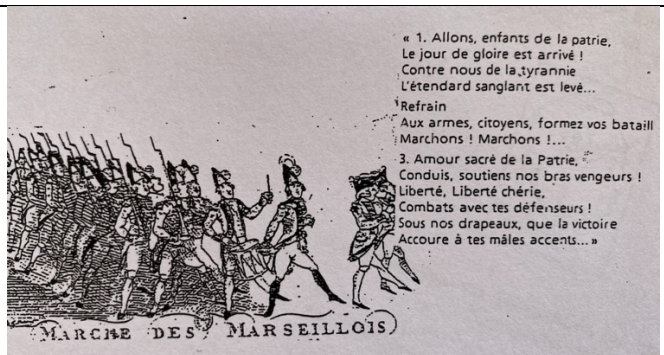 « 1. Allons, enfants de la patrie,
Le jour de gloire est arrivé !
Contre nous de la tyrannie
L'étendard sanglant est levé...
Refrain
Aux armes, citoyens, formez vos bataill
Marchons ! Marchons !...
3. Amour sacré de la Patrie,
Conduis, soutiens nos bras vengeurs !
Liberté, Liberté chérie,
Combats avec tes défenseurs !
Sous nos drapeaux, que la victoire
Accoure à tes mâles accents... »
MARCHE DES MARSEILLOIS